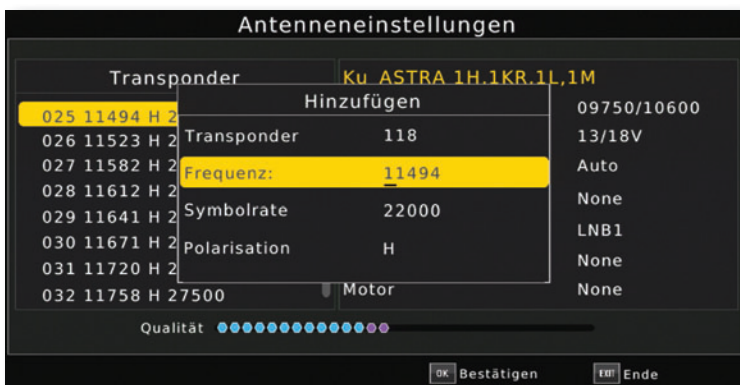 Antenneneinstellungen
Transponder
Ku ASTRA 1H,1KR,1L,1M
025 11494 H 2
026 11523 H 2
027 11582 H 2
028 11612 H 2
029 11641 H 2
030 11671 H 2
031 11720 H 2
032 11758 H 27500
Hinzufügen
Transponder 118
Frequenz: 11494
Symbolrate 22000
Polarisation H
09750/10600
13/18V
Auto
None
LNB1
None
Motor None
Qualität
OK Bestätigen EXIT Ende